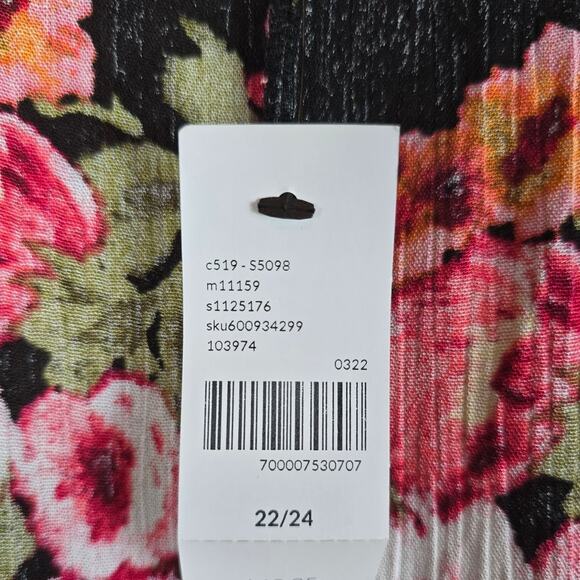 c519 - S5098
m11159
s1125176
sku600934299
103974
0322
700007530707
22/24